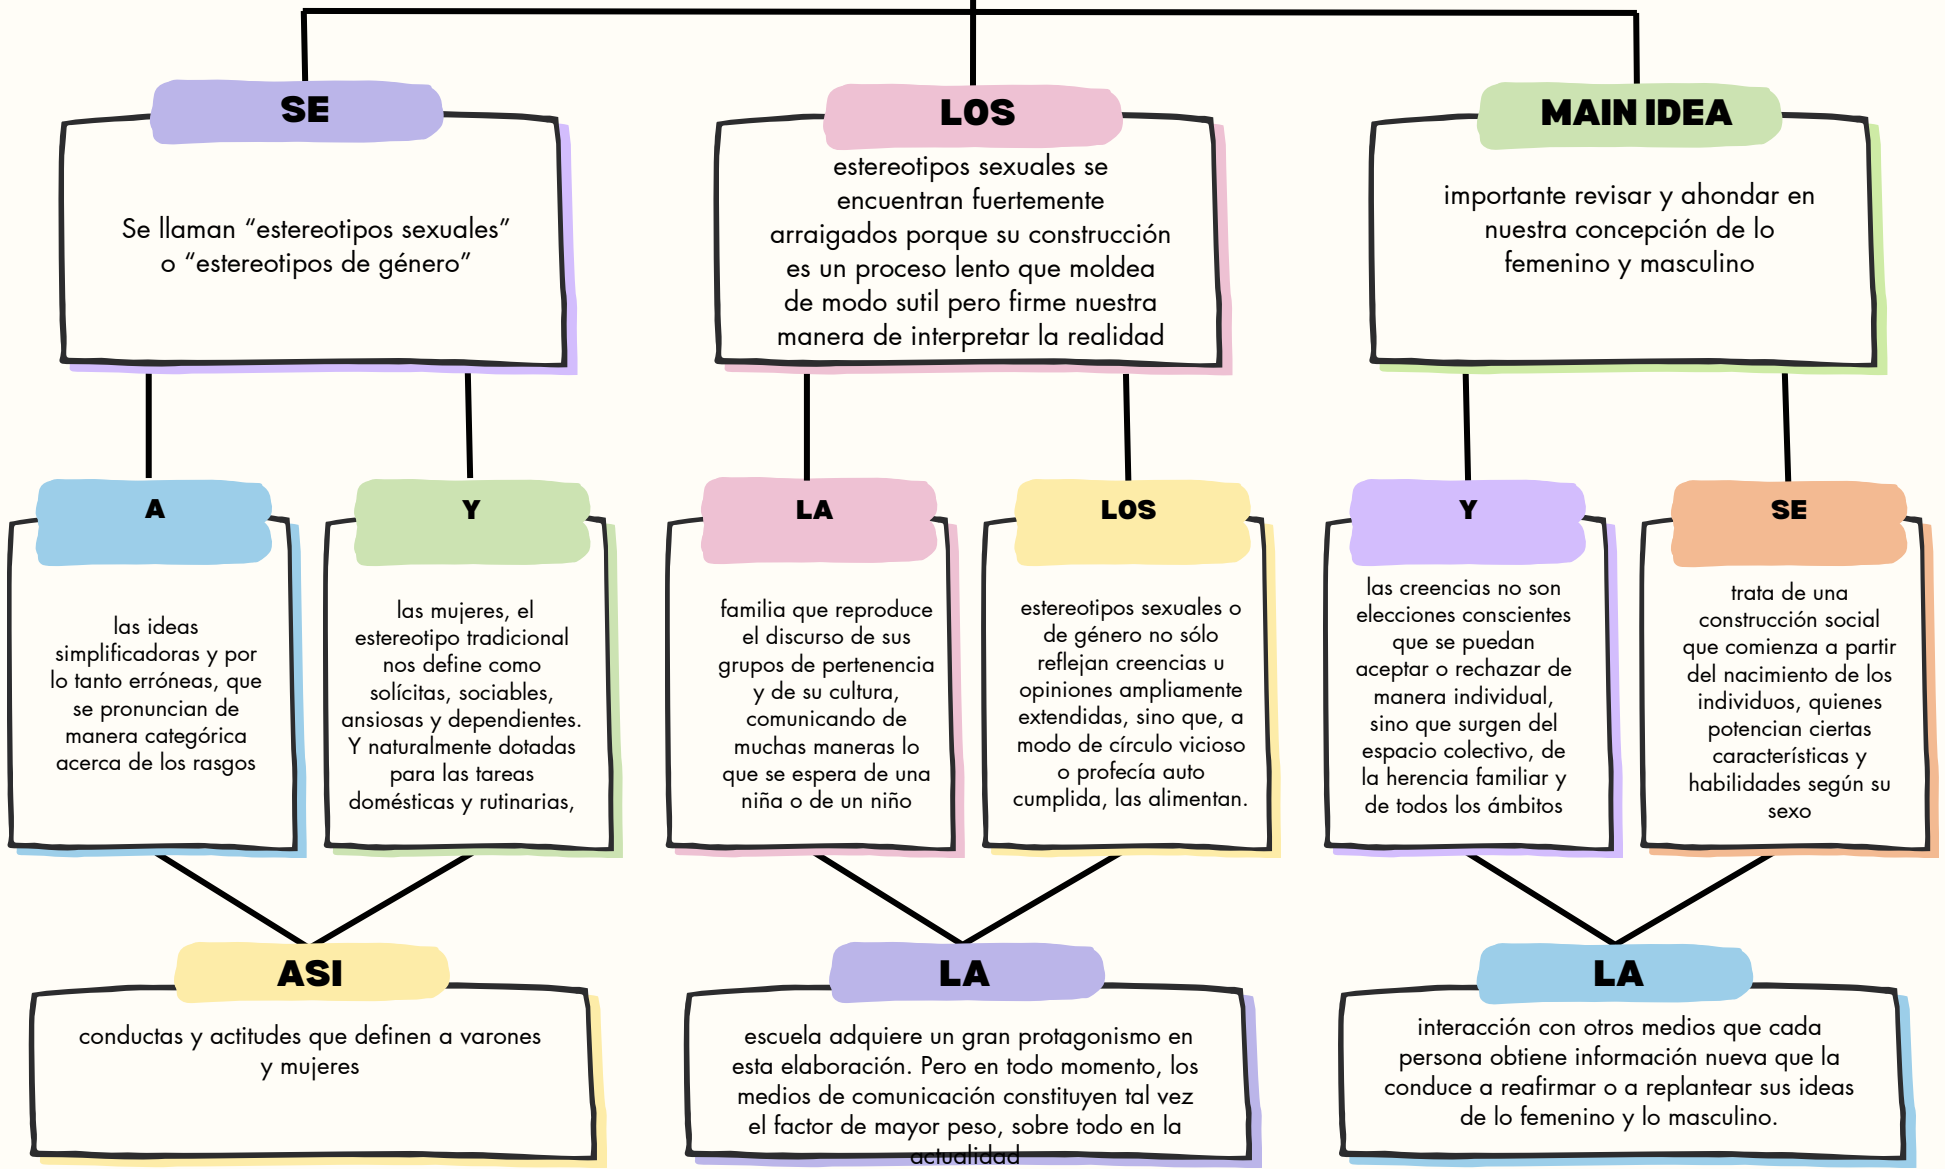 SE
Se llaman “estereotipos sexuales”
o “estereotipos de género”
LOS
estereotipos sexuales se
encuentran fuertemente
arraigados porque su construcción
es un proceso lento que moldea
de modo sutil pero firme nuestra
manera de interpretar la realidad
MAIN IDEA
importante revisar y ahondar en
nuestra concepción de lo
femenino y masculino
A
las ideas
simplificadoras y por
lo tanto erróneas, que
se pronuncian de
manera categórica
acerca de los rasgos
Y
las mujeres, el
estereotipo tradicional
nos define como
solícitas, sociables,
ansiosas y dependientes.
Y naturalmente dotadas
para las tareas
domésticas y rutinarias,
LA
familia que reproduce
el discurso de sus
grupos de pertenencia
y de su cultura,
comunicando de
muchas maneras lo
que se espera de una
niña o de un niño
LOS
estereotipos sexuales o
de género no sólo
reflejan creencias u
opiniones ampliamente
extendidas, sino que, a
modo de círculo vicioso
o profecía auto
cumplida, las alimentan.
Y
las creencias no son
elecciones conscientes
que se puedan
aceptar o rechazar de
manera individual,
sino que surgen del
espacio colectivo, de
la herencia familiar y
de todos los ámbitos
SE
trata de una
construcción social
que comienza a partir
del nacimiento de los
individuos, quienes
potencian ciertas
características y
habilidades según su
sexo
ASI
conductas y actitudes que definen a varones
y mujeres
LA
escuela adquiere un gran protagonismo en
esta elaboración. Pero en todo momento, los
medios de comunicación constituyen tal vez
el factor de mayor peso, sobre todo en la
actualidad
LA
interacción con otros medios que cada
persona obtiene información nueva que la
conduce a reafirmar o a replantear sus ideas
de lo femenino y lo masculino.